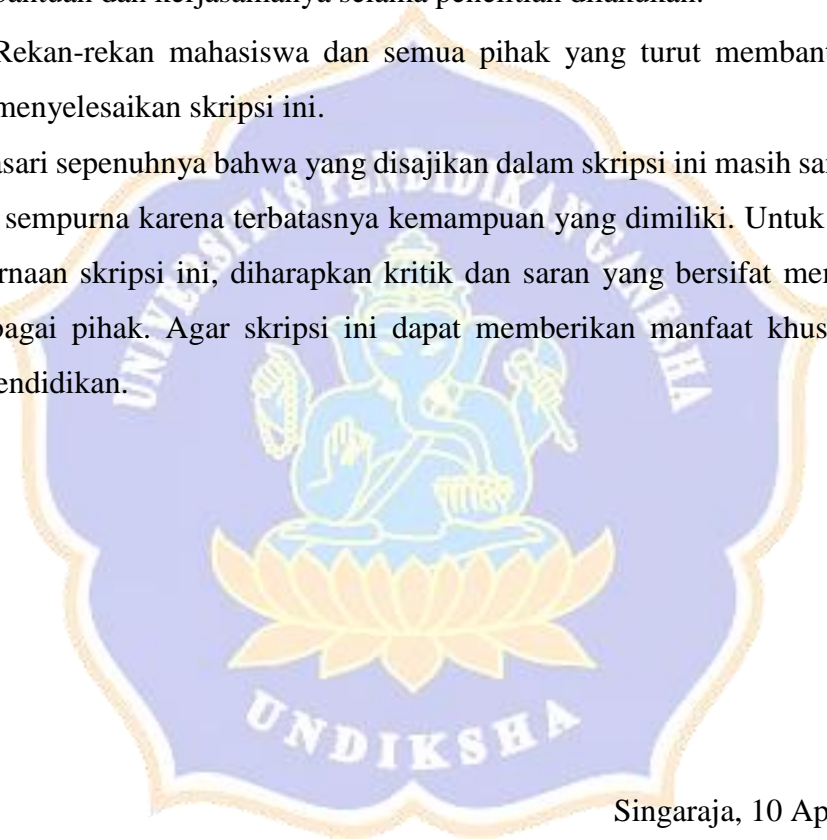 bantuan dan kerjasamanya selama penelitian dilakukan.
Rekan-rekan mahasiswa dan semua pihak yang turut membant
menyelesaikan skripsi ini.
asari sepenuhnya bahwa yang disajikan dalam skripsi ini masih sa
sempurna karena terbatasnya kemampuan yang dimiliki. Untuk
rnaan skripsi ini, diharapkan kritik dan saran yang bersifat me
bagai pihak. Agar skripsi ini dapat memberikan manfaat khus
endidikan.
UNIVERSITAS PENDIDIKAN GANESHA
UNDIKSHA
Singaraja, 10 Ap